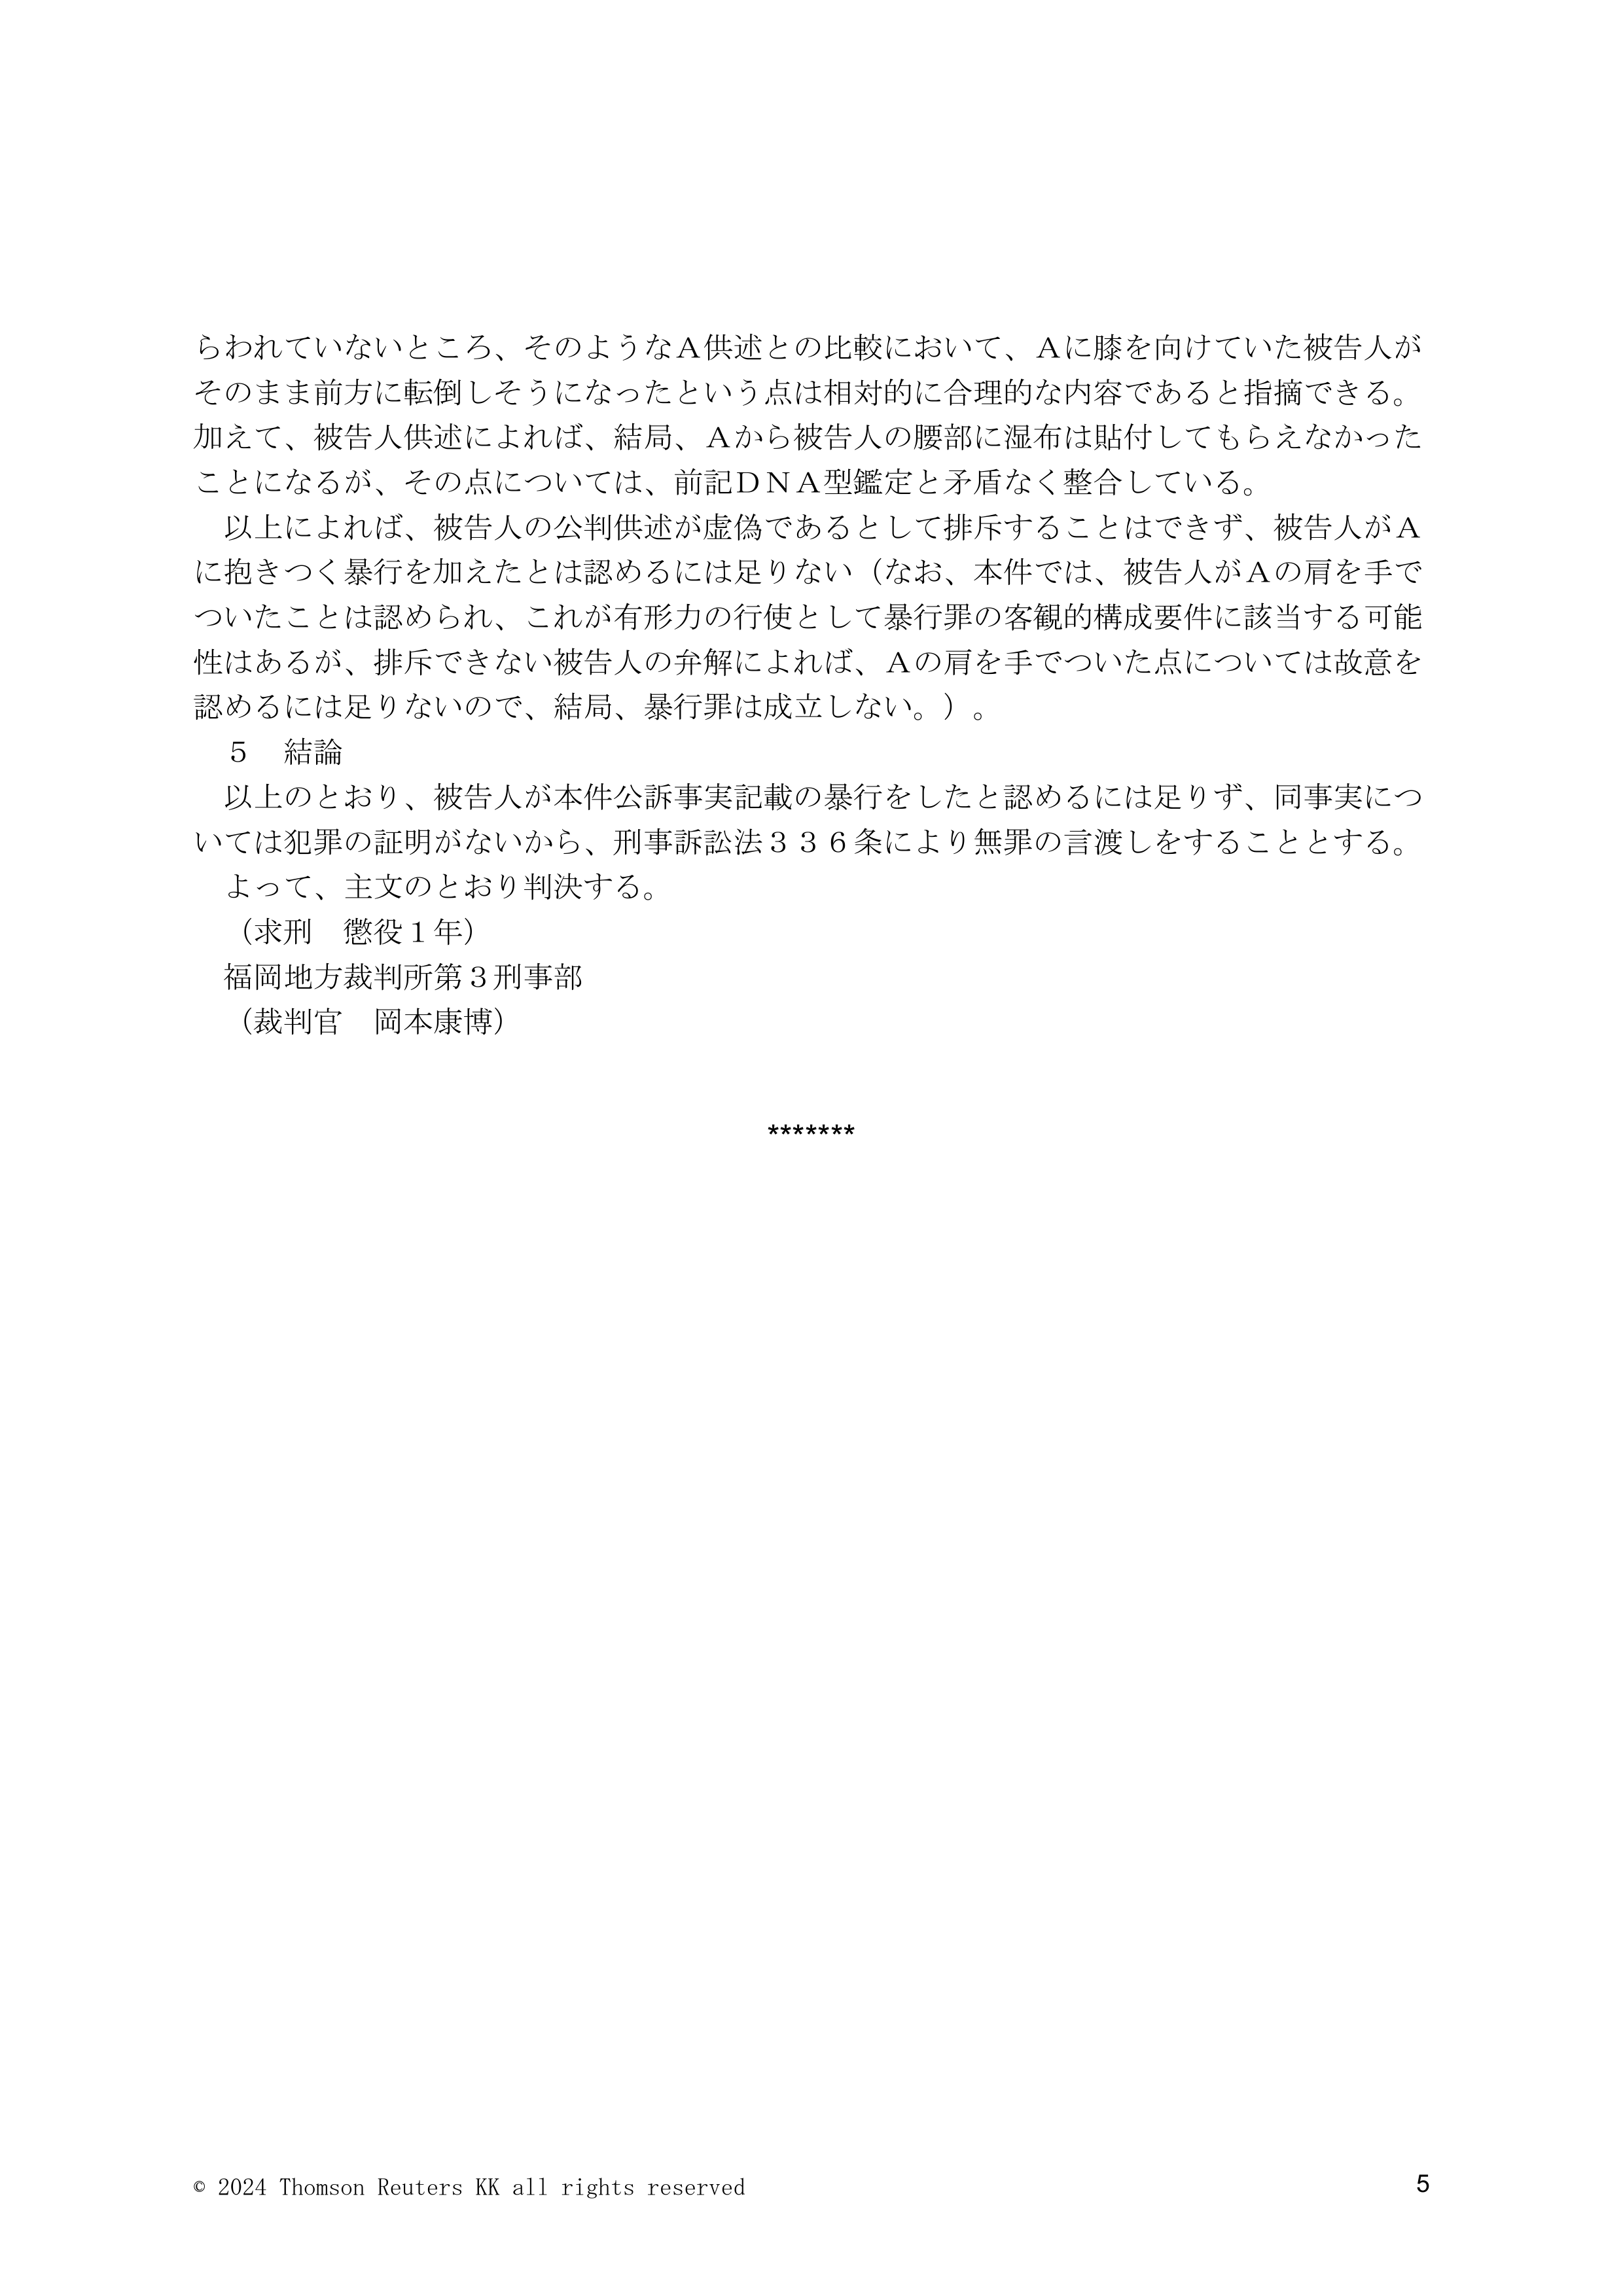 らわれていないところ、そのようなＡ供述との比較において、Ａに膝を向けていた被告人が
そのまま前方に転倒しそうになったという点は相対的に合理的な内容であると指摘できる。
加えて、被告人供述によれば、結局、Ａから被告人の腰部に湿布は貼付してもらえなかった
ことになるが、その点については、前記ＤＮＡ型鑑定と矛盾なく整合している。
　以上によれば、被告人の公判供述が虚偽であるとして排斥することはできず、被告人がＡ
に抱きつく暴行を加えたとは認めるには足りない（なお、本件では、被告人がＡの肩を手で
ついたことは認められ、これが有形力の行使として暴行罪の客観的構成要件に該当する可能
性はあるが、排斥できない被告人の弁解によれば、Ａの肩を手でついた点については故意を
認めるには足りないので、結局、暴行罪は成立しない。）。
　５　結論
　以上のとおり、被告人が本件公訴事実記載の暴行をしたと認めるには足りず、同事実につ
いては犯罪の証明がないから、刑事訴訟法３３６条により無罪の言渡しをすることとする。
　よって、主文のとおり判決する。
　（求刑　懲役１年）
　福岡地方裁判所第３刑事部
　（裁判官　岡本康博）
*******
© 2024 Thomson Reuters KK all rights reserved
5